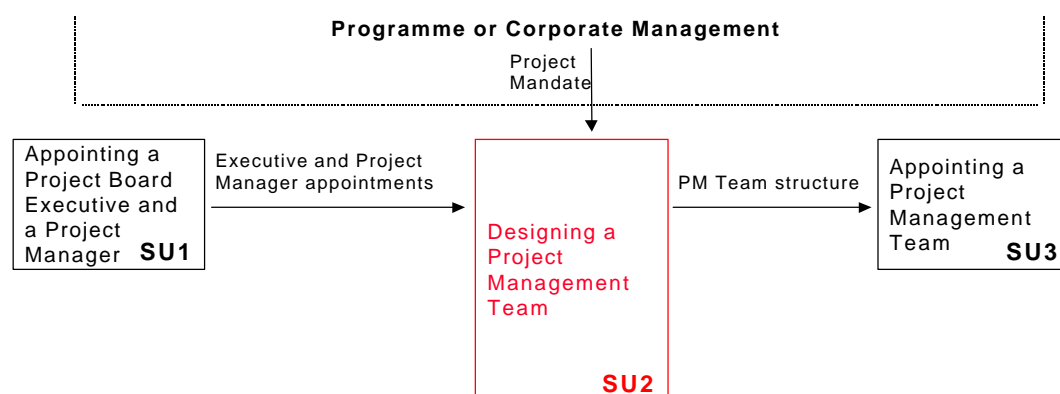 Programme or Corporate Management
Project
Mandate
Appointing a
Project Board
Executive and
a Project
Manager SU1
Executive and Project
Manager appointments
Designing a
Project
Management
Team
SU2
PM Team structure
Appointing a
Project
Management
Team
SU3